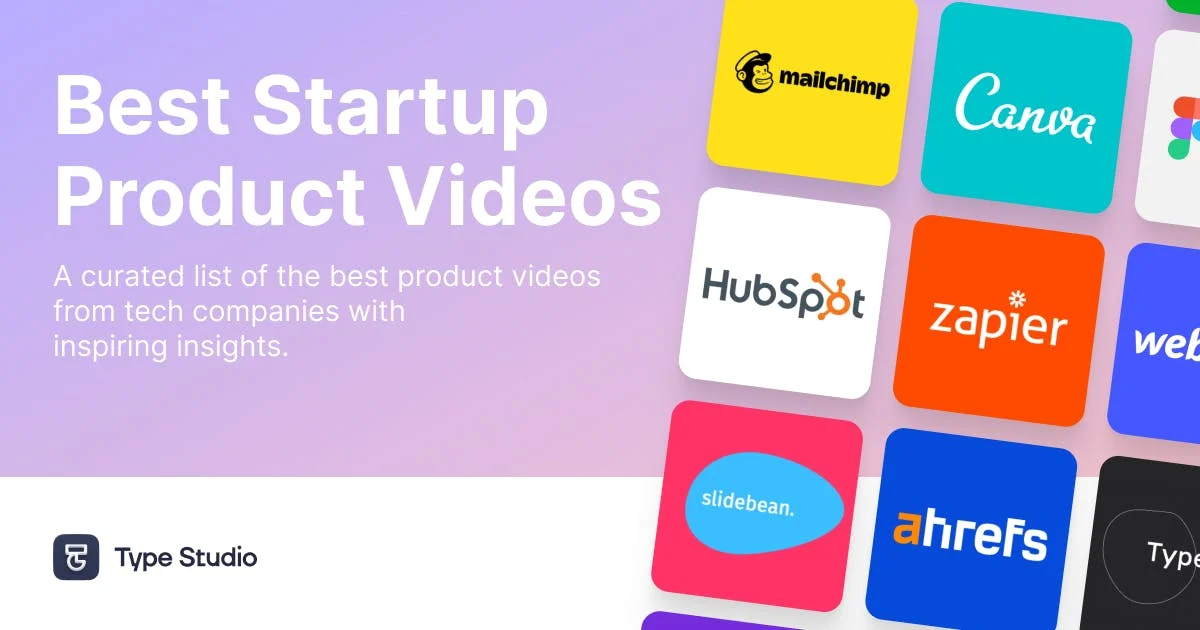 Best Startup
Product Videos
A curated list of the best product videos
from tech companies with
inspiring insights.
Type Studio
mailchimp
Canva
HubSpot
zapier
web
slidebean.
ahrefs
Type